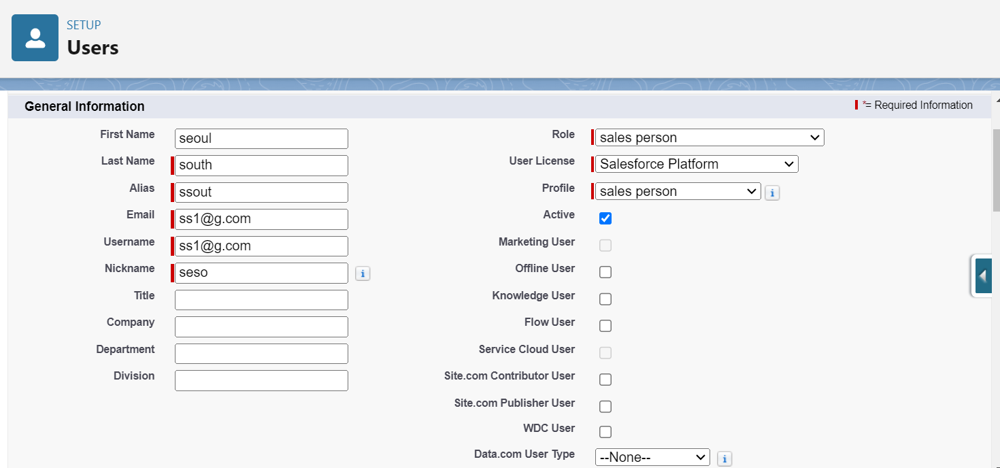 SETUP
Users
General Information
*= Required Information
First Name seoul
Last Name south
Alias ssout
Email ss1@g.com
Username ss1@g.com
Nickname seso i
Title
Company
Department
Division
Role sales person
User License Salesforce Platform
Profile sales person i
Active
Marketing User
Offline User
Knowledge User
Flow User
Service Cloud User
Site.com Contributor User
Site.com Publisher User
WDC User
Data.com User Type --None-- i